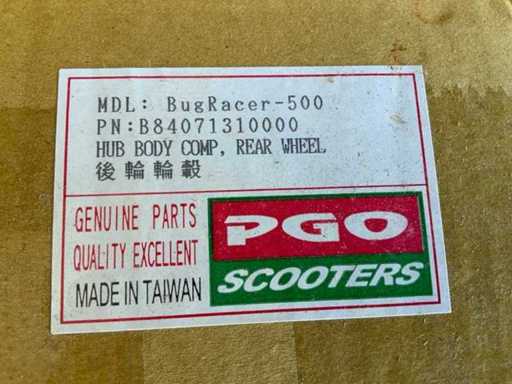 MDL: BugRacer-500
PN:B84071310000
HUB BODY COMP, REAR WHEEL
後輪輪轂
GENUINE PARTS
QUALITY EXCELLENT
MADE IN TAIWAN
PGO
SCOOTERS